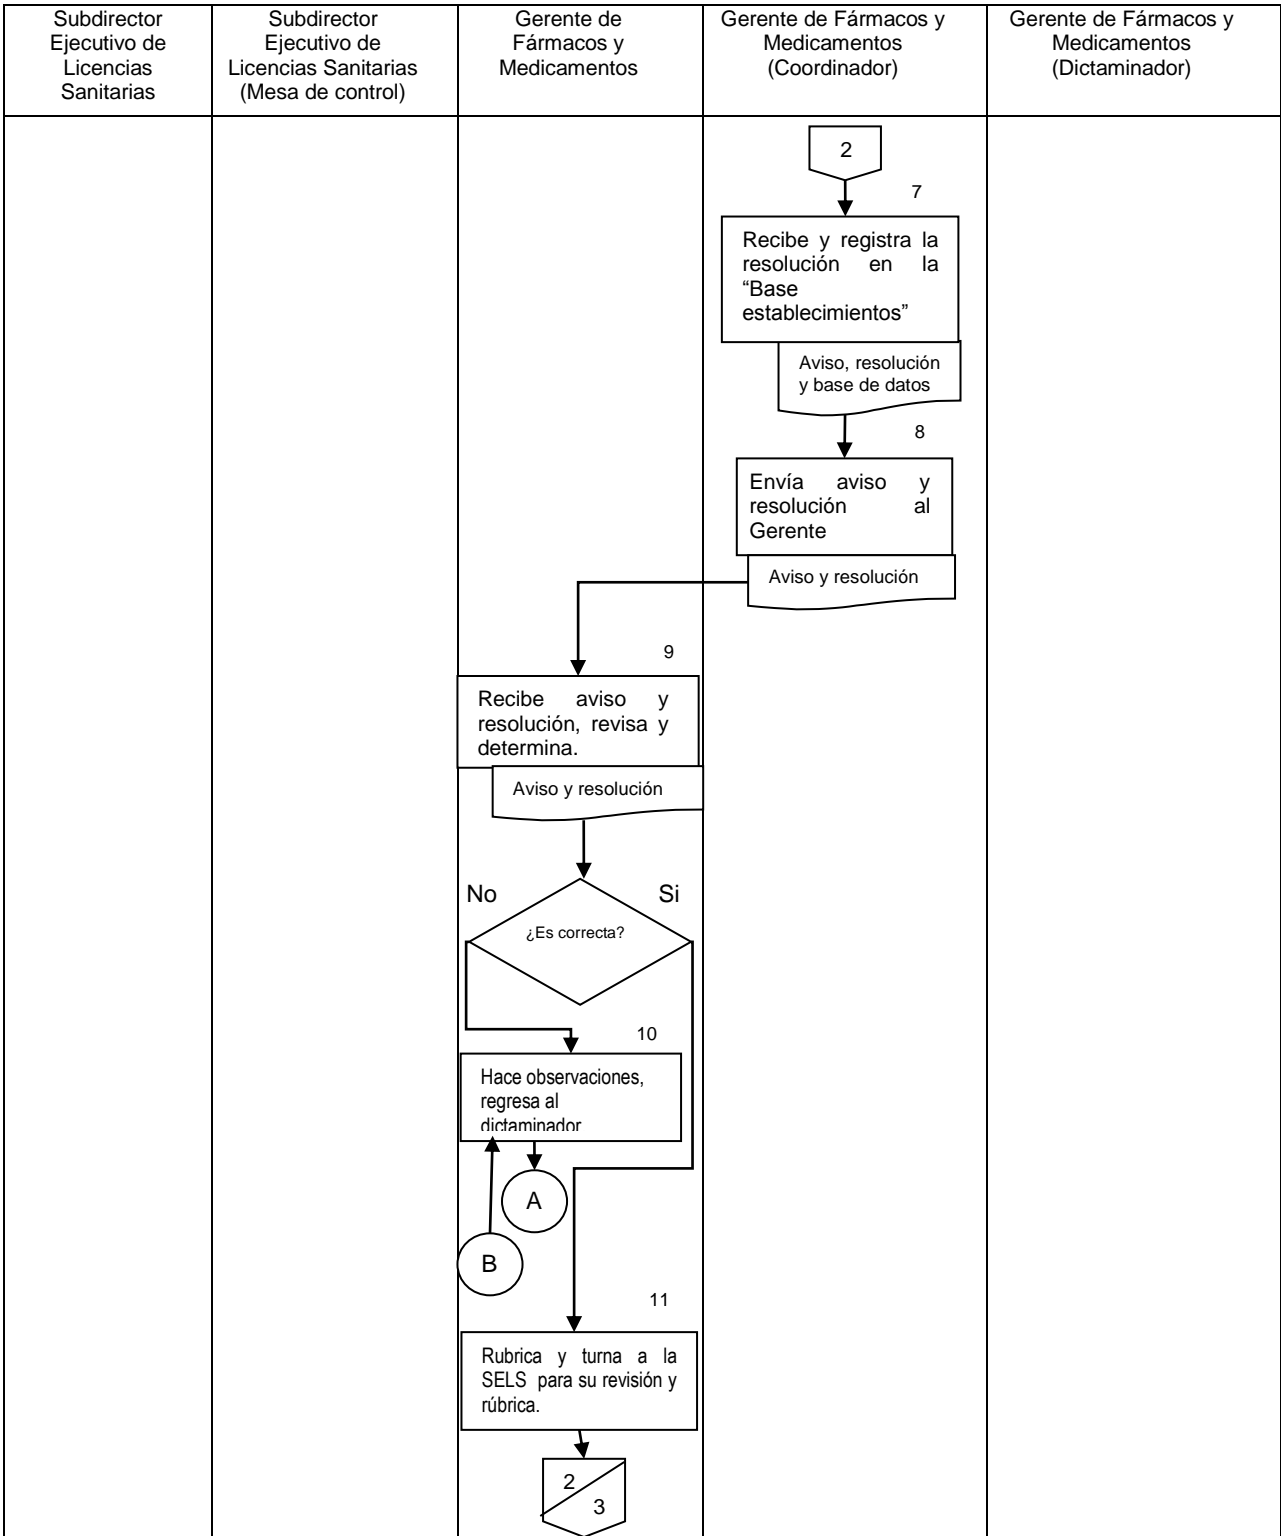 Subdirector
Ejecutivo de
Licencias
Sanitarias
Subdirector
Ejecutivo de
Licencias Sanitarias
(Mesa de control)
Gerente de
Fármacos y
Medicamentos
Gerente de Fármacos y
Medicamentos
(Coordinador)
Gerente de Fármacos y
Medicamentos
(Dictaminador)
2
7
Recibe y registra la
resolución en la
“Base
establecimientos”
Aviso, resolución
y base de datos
8
Envía aviso y
resolución al
Gerente
Aviso y resolución
9
Recibe aviso y
resolución, revisa y
determina.
Aviso y resolución
No
Si
¿Es correcta?
10
Hace observaciones,
regresa al
dictaminador
A
B
11
Rubrica y turna a la
SELS para su revisión y
rúbrica.
2
3